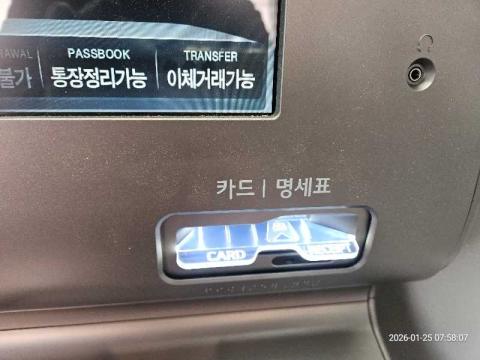 RAWAL | PASSBOOK | TRANSFER
불가 | 통장정리가능 | 이체거래가능
카드 | 명세표
CARD RECEIPT
2026-01-25 07:58:07